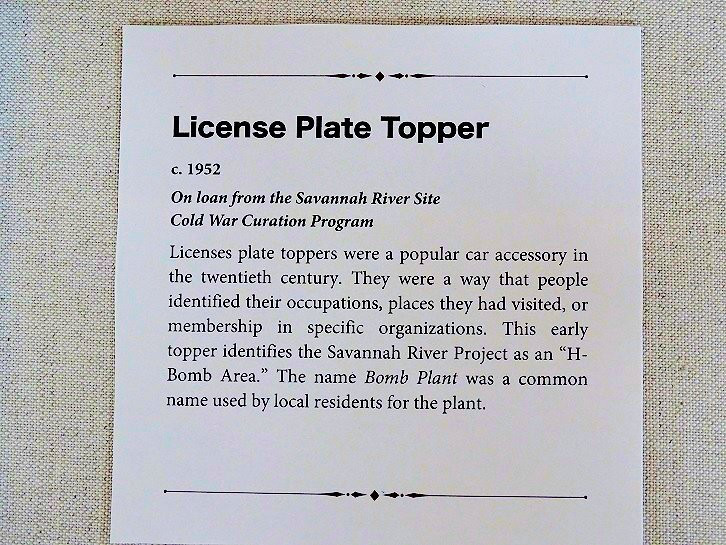 License Plate Topper
c. 1952
On loan from the Savannah River Site
Cold War Curation Program
Licenses plate toppers were a popular car accessory in
the twentieth century. They were a way that people
identified their occupations, places they had visited, or
membership in specific organizations. This early
topper identifies the Savannah River Project as an “H-
Bomb Area.” The name Bomb Plant was a common
name used by local residents for the plant.